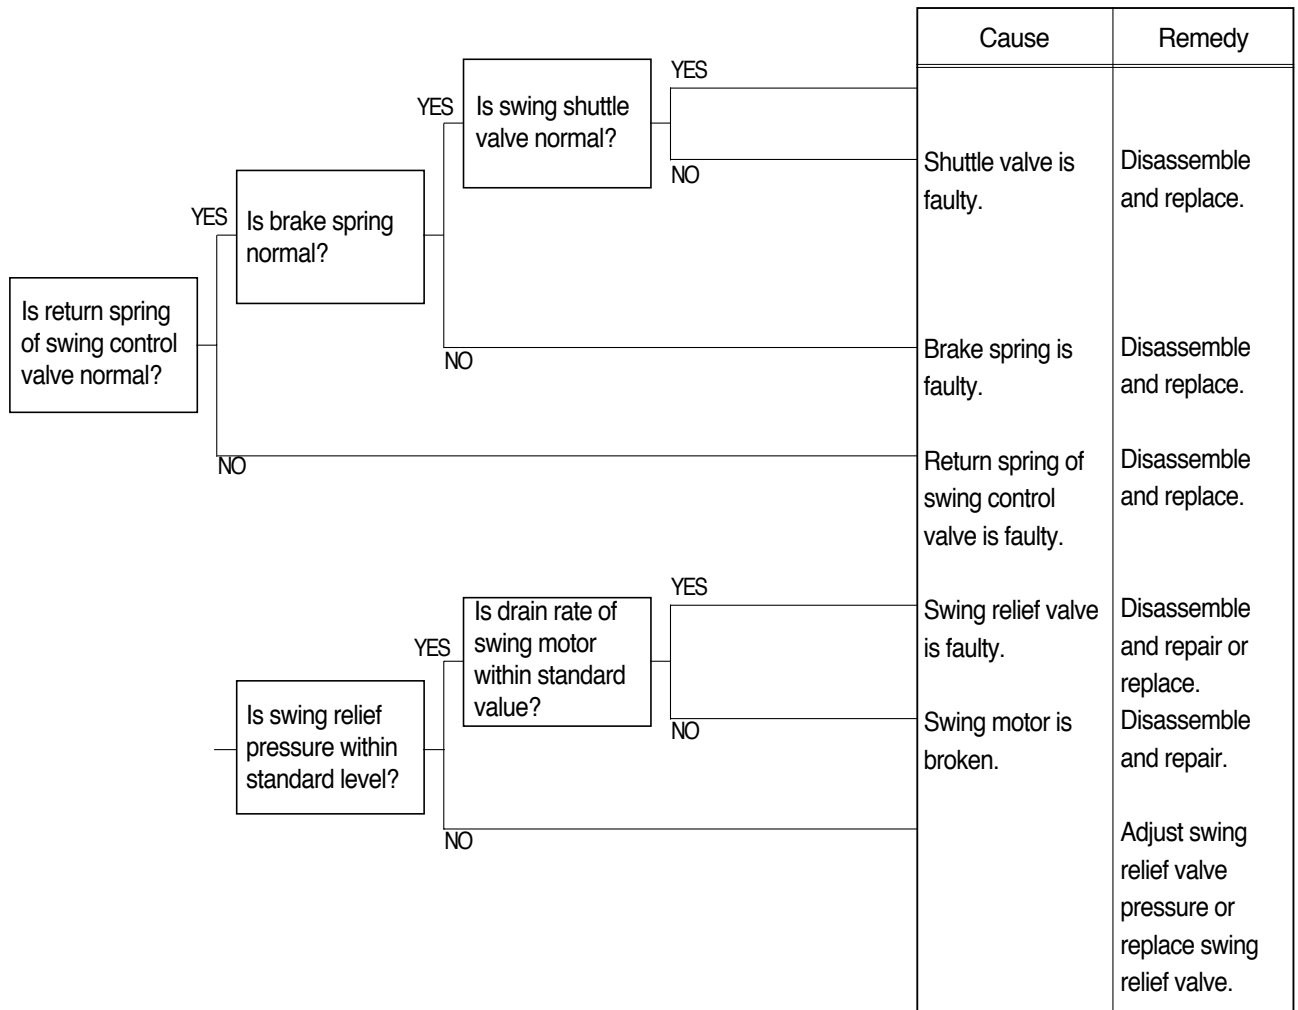 Cause
Remedy
YES
Is swing shuttle
valve normal?
YES
NO
Shuttle valve is
faulty.
Disassemble
and replace.
YES
Is brake spring
normal?
Is return spring
of swing control
valve normal?
NO
Brake spring is
faulty.
Disassemble
and replace.
NO
Return spring of
swing control
valve is faulty.
Disassemble
and replace.
YES
Is drain rate of
swing motor
within standard
value?
YES
Swing relief valve
is faulty.
Disassemble
and repair or
replace.
Is swing relief
pressure within
standard level?
NO
Swing motor is
broken.
Disassemble
and repair.
NO
Adjust swing
relief valve
pressure or
replace swing
relief valve.